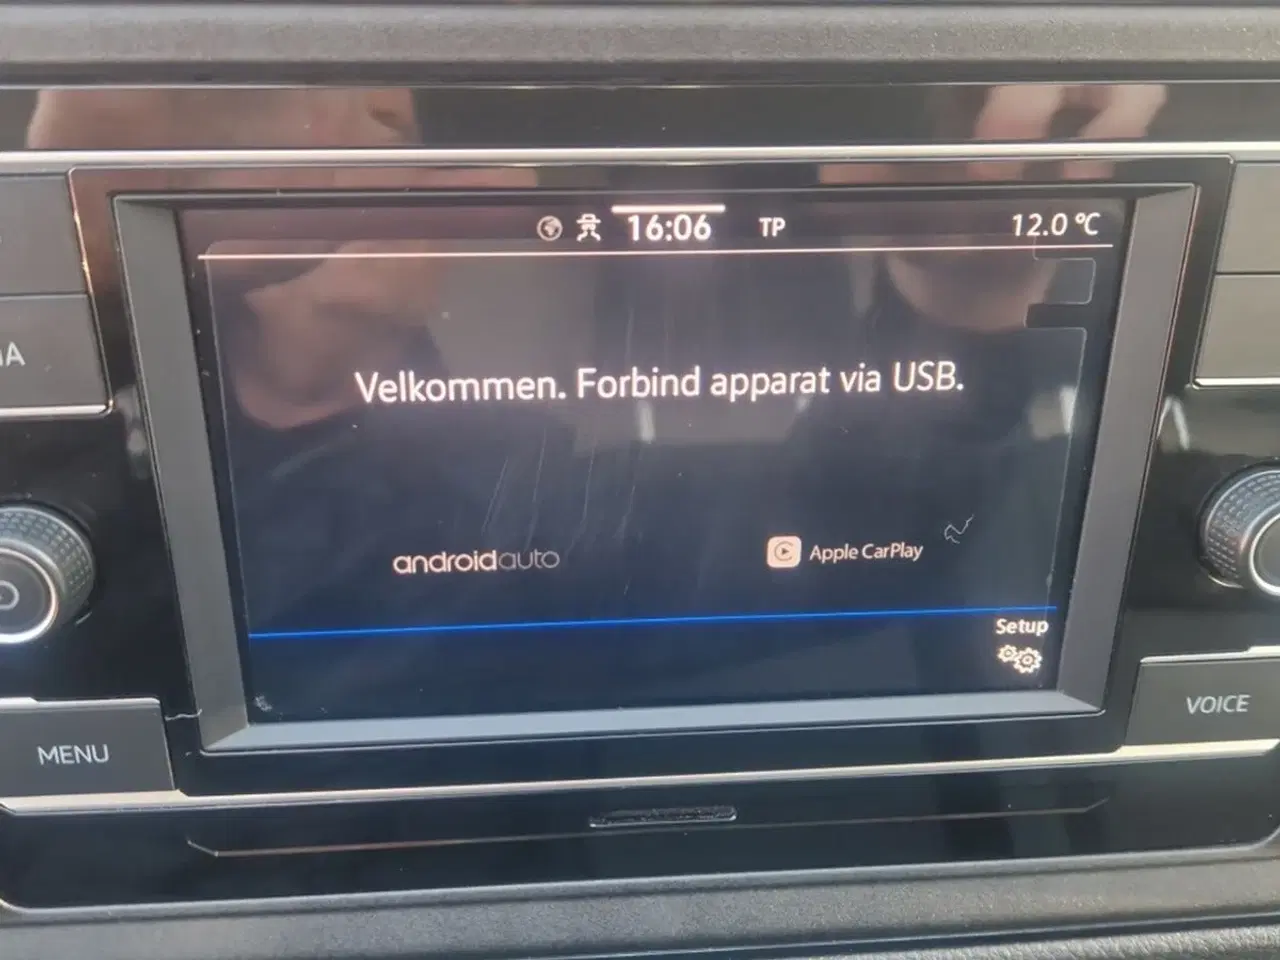 16:06 TP 12.0 °C
Velkommen. Forbind apparat via USB.
androidauto Apple CarPlay
Setup
MENU
VOICE